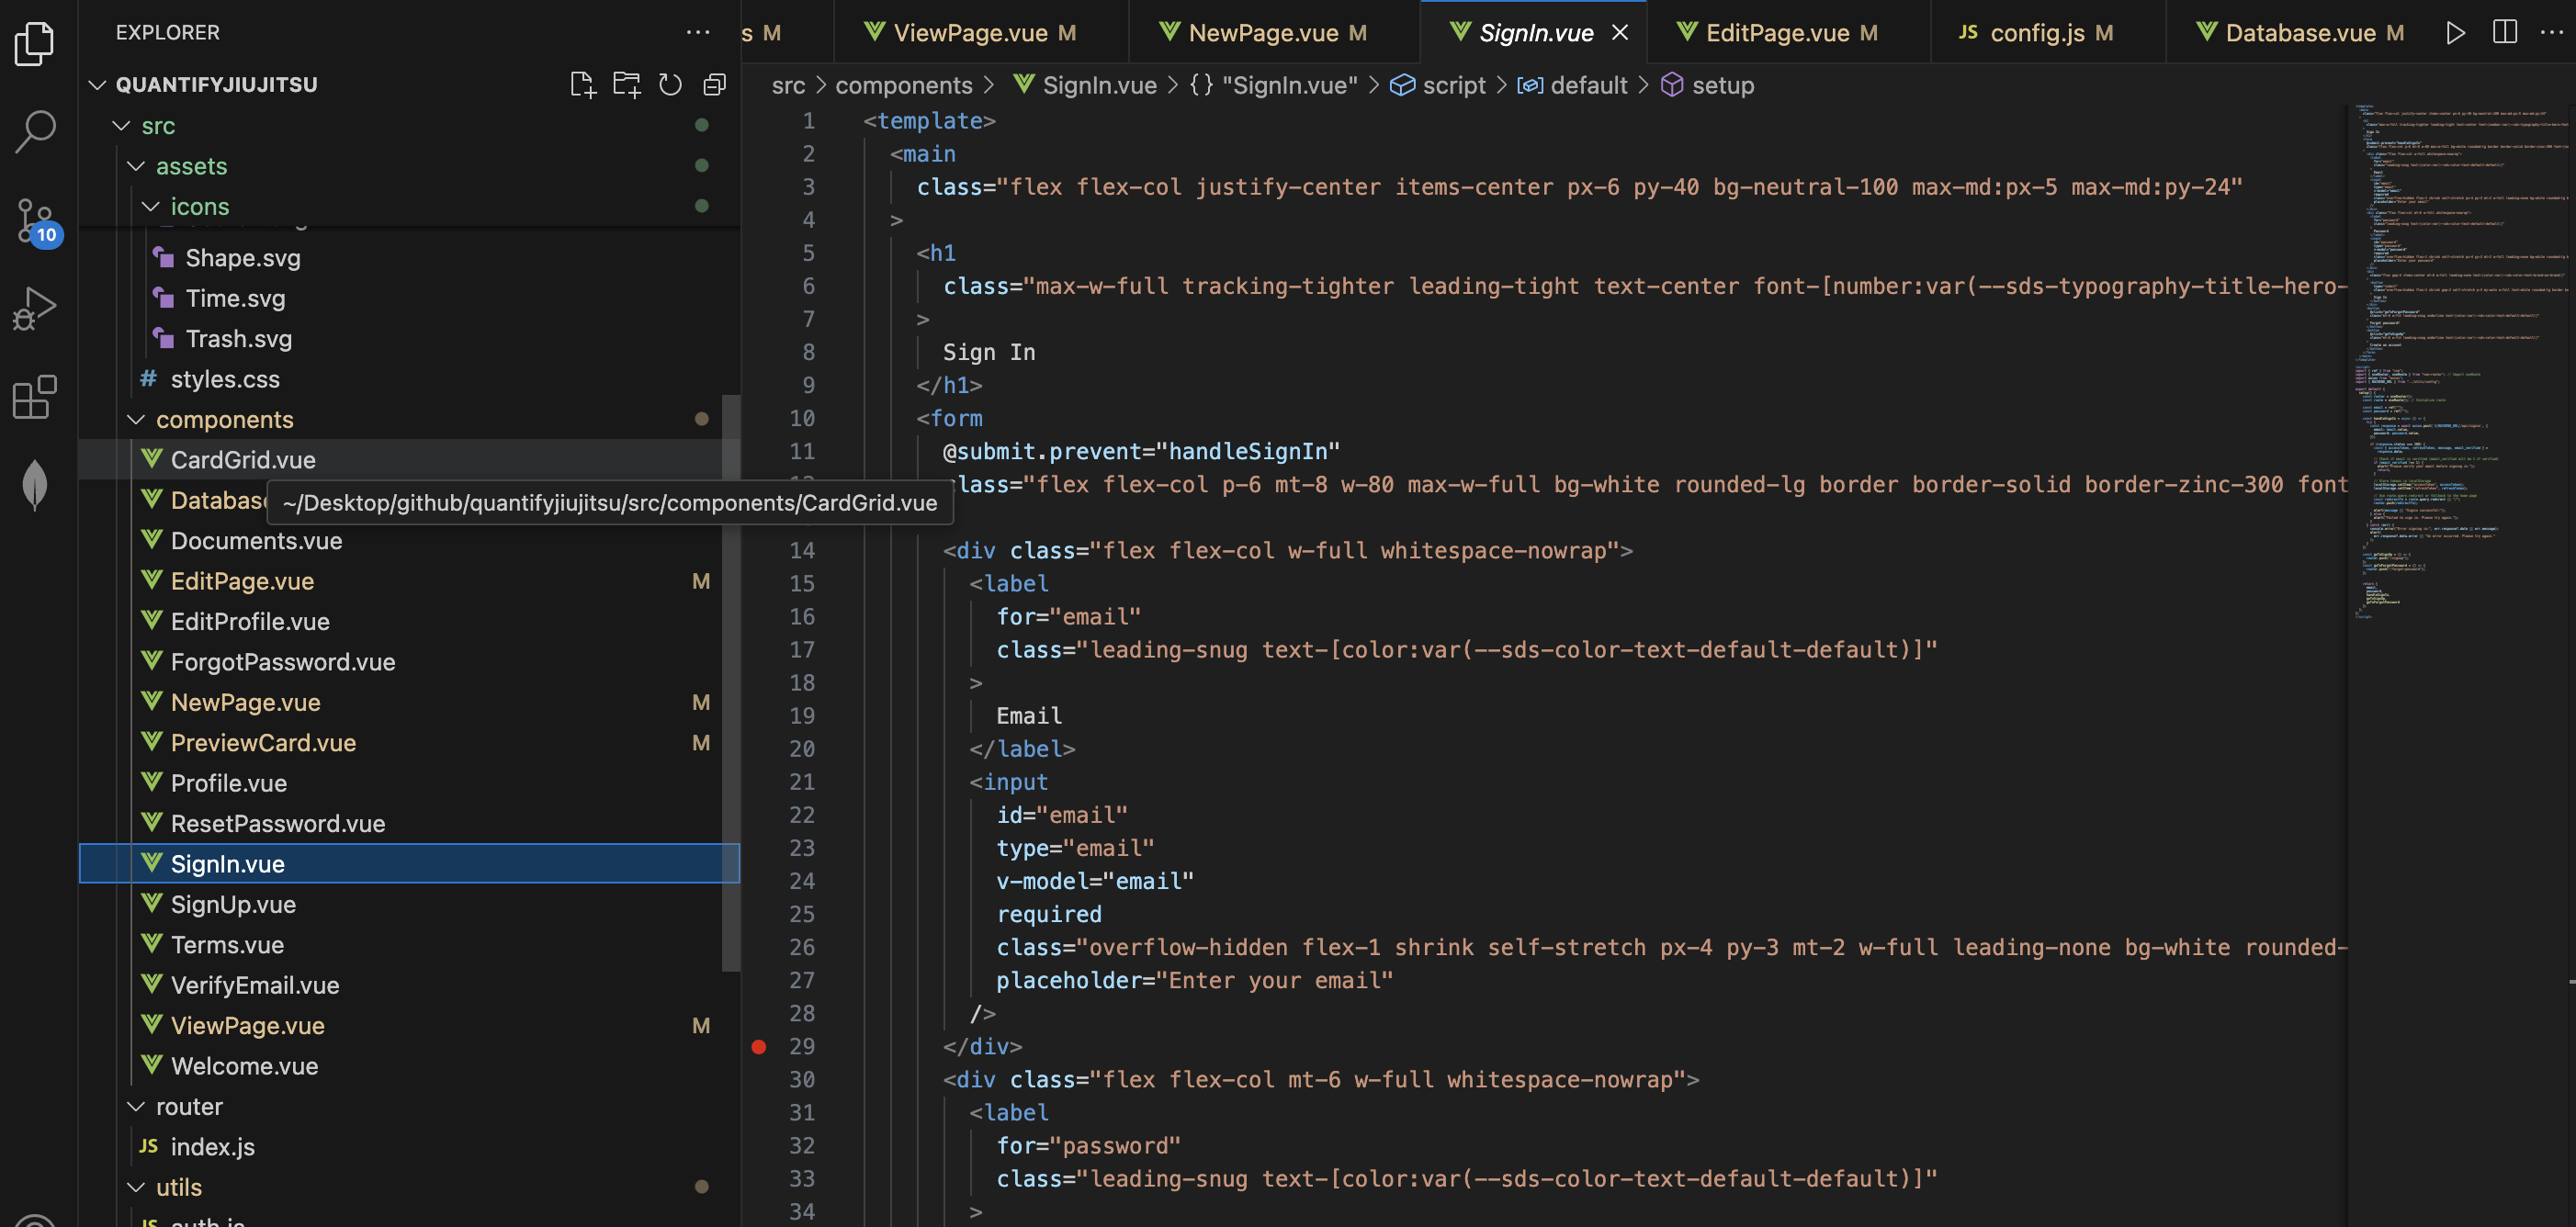 EXPLORER
QUANTIFYJIUJITSU
src
assets
icons
Shape.svg
Time.svg
Trash.svg
# styles.css
components
CardGrid.vue
Databas
~/Desktop/github/quantifyjiujitsu/src/components/CardGrid.vue
Documents.vue
EditPage.vue M
EditProfile.vue
ForgotPassword.vue
NewPage.vue M
PreviewCard.vue M
Profile.vue
ResetPassword.vue
SignIn.vue
SignUp.vue
Terms.vue
VerifyEmail.vue
ViewPage.vue M
Welcome.vue
router
JS index.js
utils
10
s M ViewPage.vue M NewPage.vue M SignIn.vue EditPage.vue M JS config.js M Database.vue M
src > components > SignIn.vue > {} "SignIn.vue" > script > default > setup
1 <template>
2 <main
3 class="flex flex-col justify-center items-center px-6 py-40 bg-neutral-100 max-md:px-5 max-md:py-24"
4 >
5 <h1
6 class="max-w-full tracking-tighter leading-tight text-center font-[number:var(--sds-typography-title-hero-
7 >
8 Sign In
9 </h1>
10 <form
11 @submit.prevent="handleSignIn"
lass="flex flex-col p-6 mt-8 w-80 max-w-full bg-white rounded-lg border border-solid border-zinc-300 font
14 <div class="flex flex-col w-full whitespace-nowrap">
15 <label
16 for="email"
17 class="leading-snug text-[color:var(--sds-color-text-default-default)]"
18 >
19 Email
20 </label>
21 <input
22 id="email"
23 type="email"
24 v-model="email"
25 required
26 class="overflow-hidden flex-1 shrink self-stretch px-4 py-3 mt-2 w-full leading-none bg-white rounded-
27 placeholder="Enter your email"
28 />
29 </div>
30 <div class="flex flex-col mt-6 w-full whitespace-nowrap">
31 <label
32 for="password"
33 class="leading-snug text-[color:var(--sds-color-text-default-default)]"
34 >